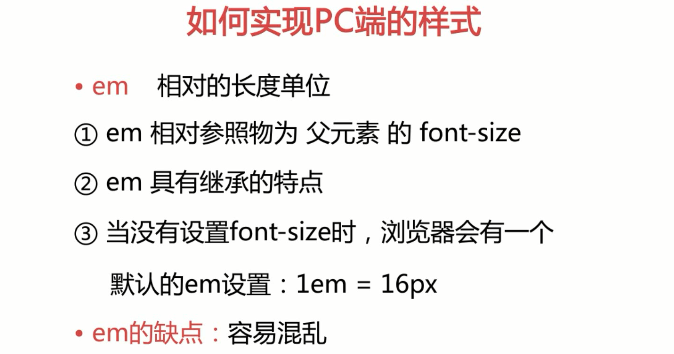 如何实现PC端的样式
• em 相对的长度单位
① em 相对参照物为 父元素 的 font-size
② em 具有继承的特点
③ 当没有设置font-size时，浏览器会有一个
默认的em设置：1em = 16px
• em的缺点：容易混乱